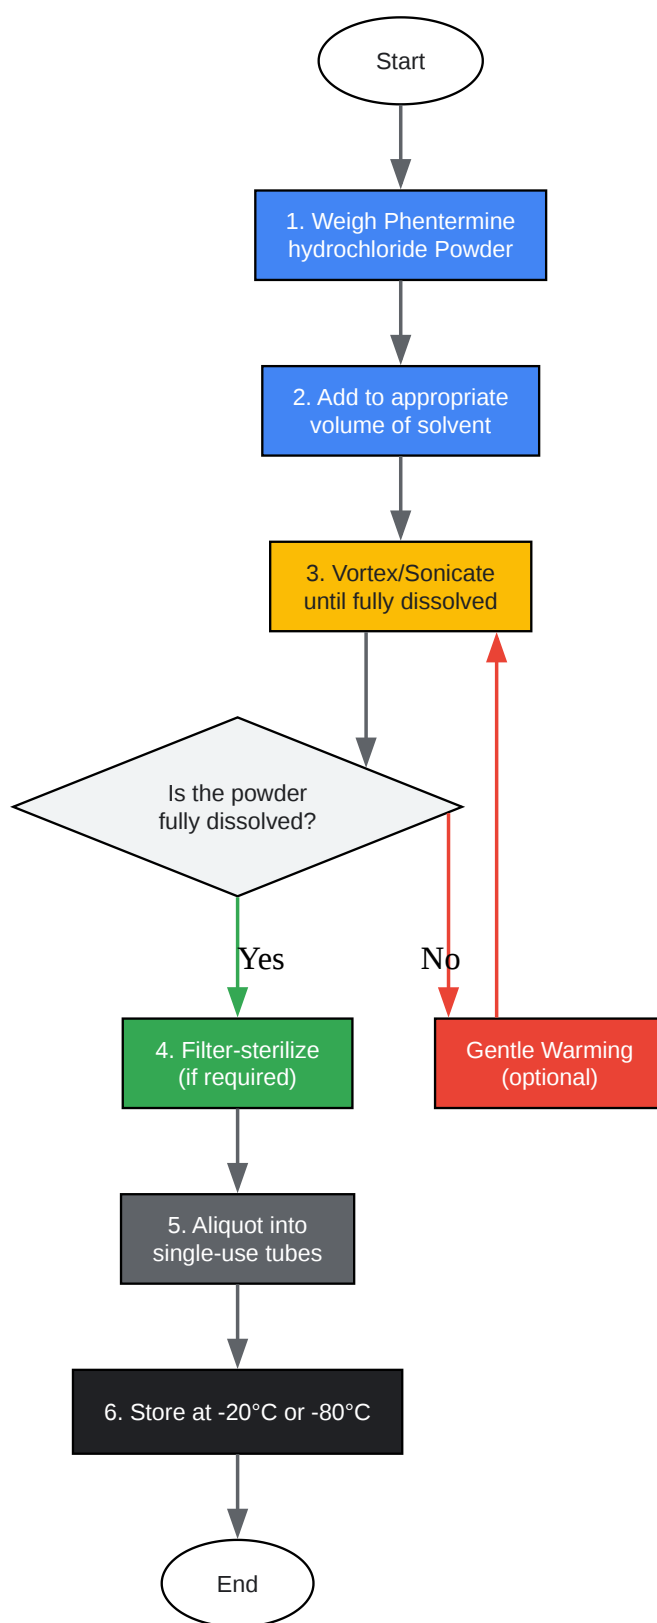 Start
1. Weigh Phentermine
hydrochloride Powder
2. Add to appropriate
volume of solvent
3. Vortex/Sonicate
until fully dissolved
Is the powder
fully dissolved?
Yes
No
4. Filter-sterilize
(if required)
Gentle Warming
(optional)
5. Aliquot into
single-use tubes
6. Store at -20°C or -80°C
End